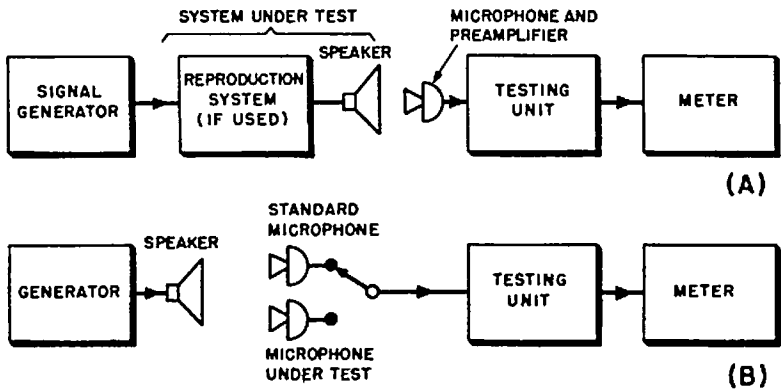 SYSTEM UNDER TEST
MICROPHONE AND
PREAMPLIFIER
SPEAKER
SIGNAL
GENERATOR
REPRODUCTION
SYSTEM
(IF USED)
TESTING
UNIT
METER
(A)
STANDARD
MICROPHONE
SPEAKER
GENERATOR
TESTING
UNIT
METER
MICROPHONE
UNDER TEST
(B)